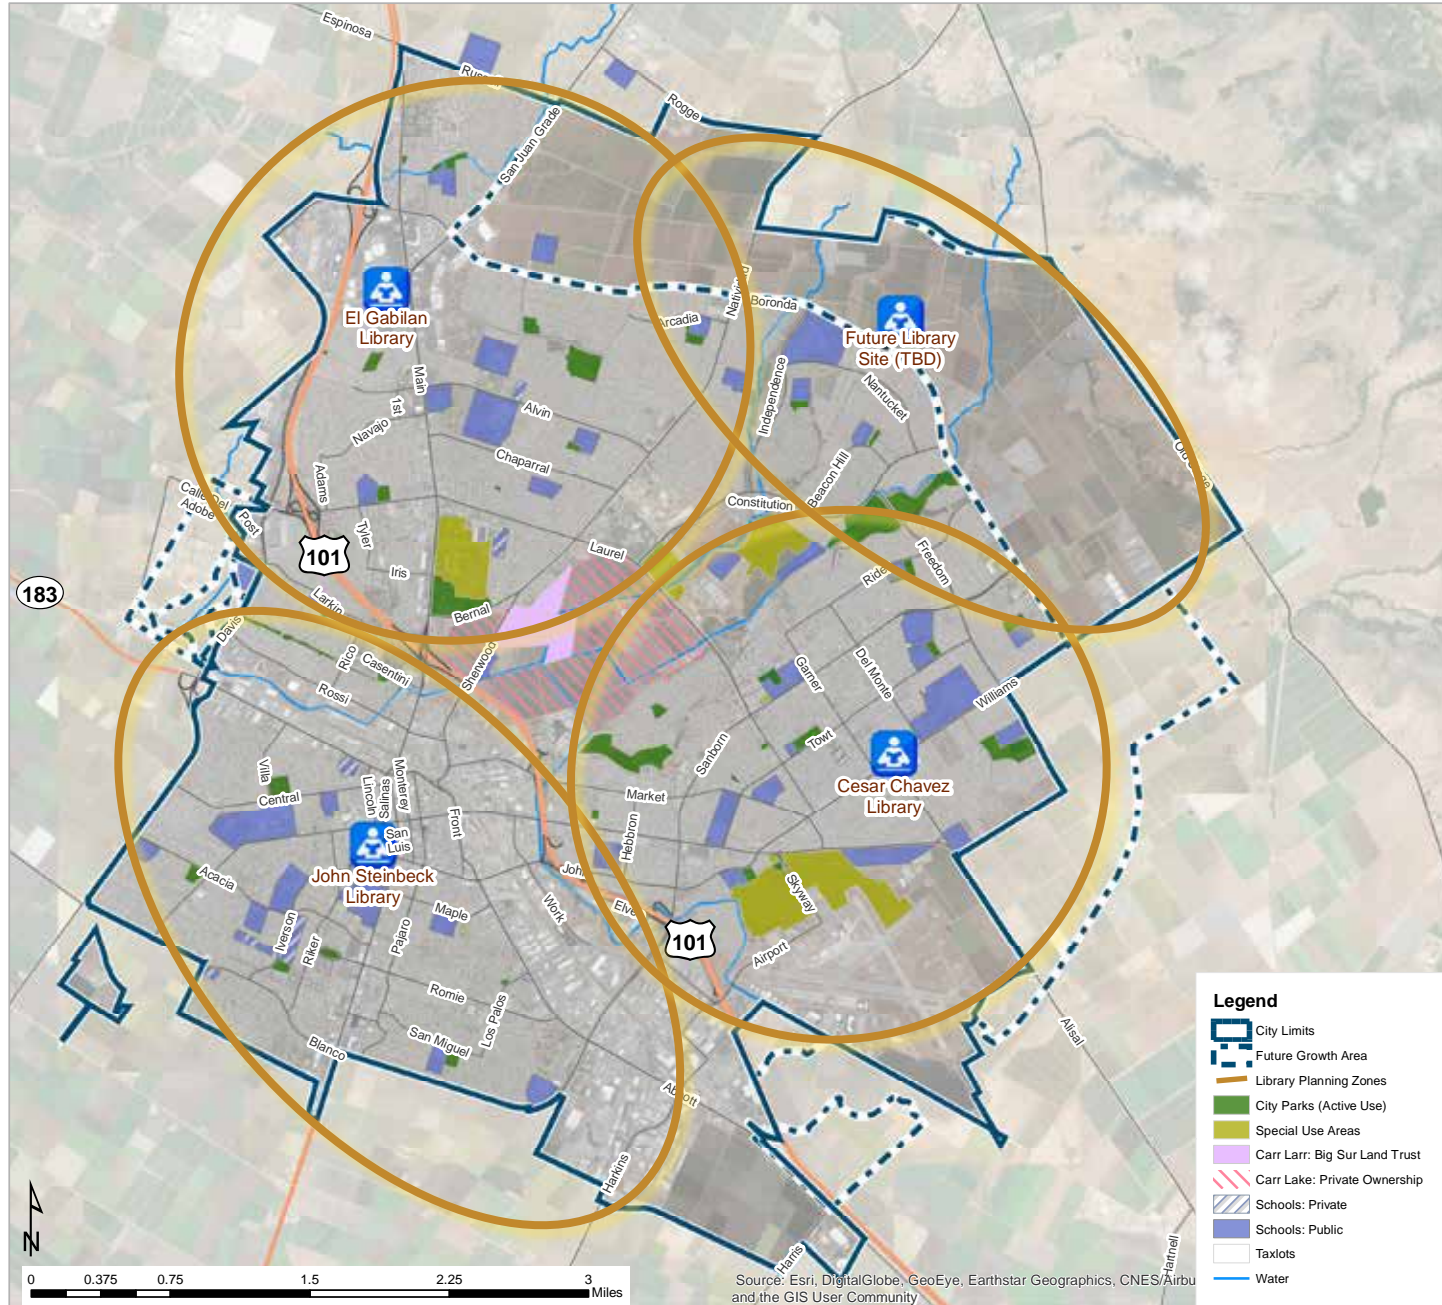 Espinosa
Rogge
San Juan Grade
El Gabilan
Library
Boronda
Arcadia
Future Library
Site (TBD)
Main
1st
Navajo
Alvin
Independence
Nantucket
Chaparral
Adams
Beacon Hill
Constitution
Calle Del
Adobe
Post
Tyler
101
Laurel
Iris
Freedom
183
Larkin
Bernal
Davis
Rico
Casentini
Sherwood
Rossi
Garner
Del Monte
Williams
Sanborn
Towt
Villa
Central
Lincoln
Salinas
Monterey
Front
Market
Cesar Chavez
Library
San
Luis
Hebbron
John Steinbeck
Library
Acacia
Skyway
Maple
Work
Iverson
Riker
Pajaro
101
Airport
Romie
Los Palos
San Miguel
Blanco
Alisal
Abbott
Harkins
Harris
Hartnell
Legend
City Limits
Future Growth Area
Library Planning Zones
City Parks (Active Use)
Special Use Areas
Carr Larr: Big Sur Land Trust
Carr Lake: Private Ownership
Schools: Private
Schools: Public
Taxlots
Water
N
0 0.375 0.75 1.5 2.25 3
Miles
Source: Esri, DigitalGlobe, GeoEye, Earthstar Geographics, CNES/Airbu
and the GIS User Community